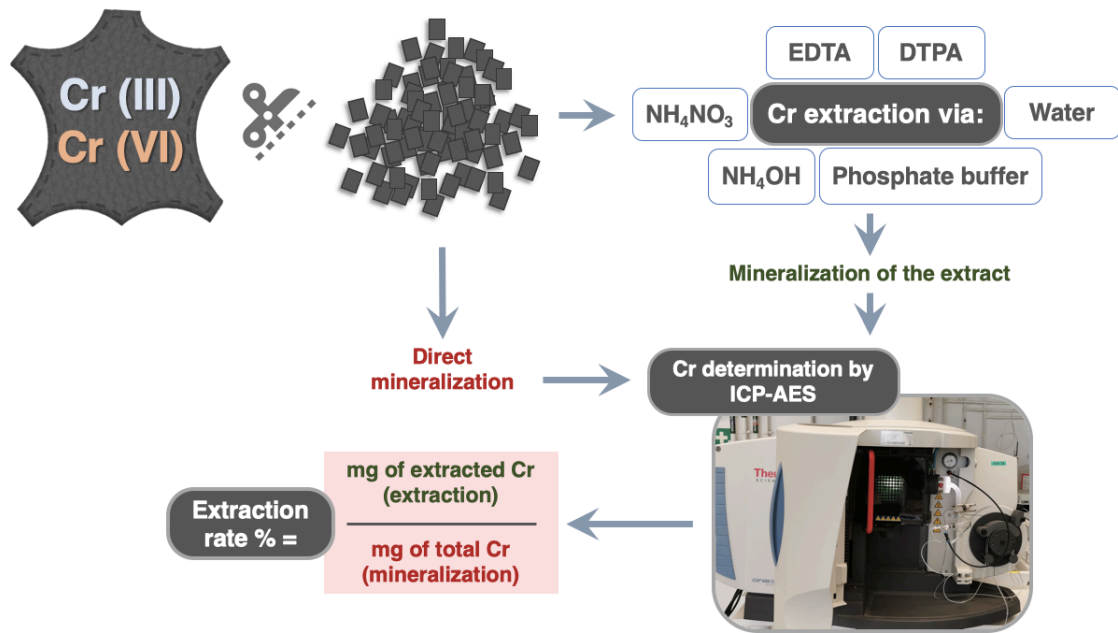 Cr (III)
Cr (VI)
EDTA
DTPA
NH₄NO₃
Cr extraction via:
Water
NH₄OH
Phosphate buffer
Mineralization of the extract
Direct
mineralization
Cr determination by
ICP-AES
mg of extracted Cr
(extraction)
Extraction
rate % =
mg of total Cr
(mineralization)